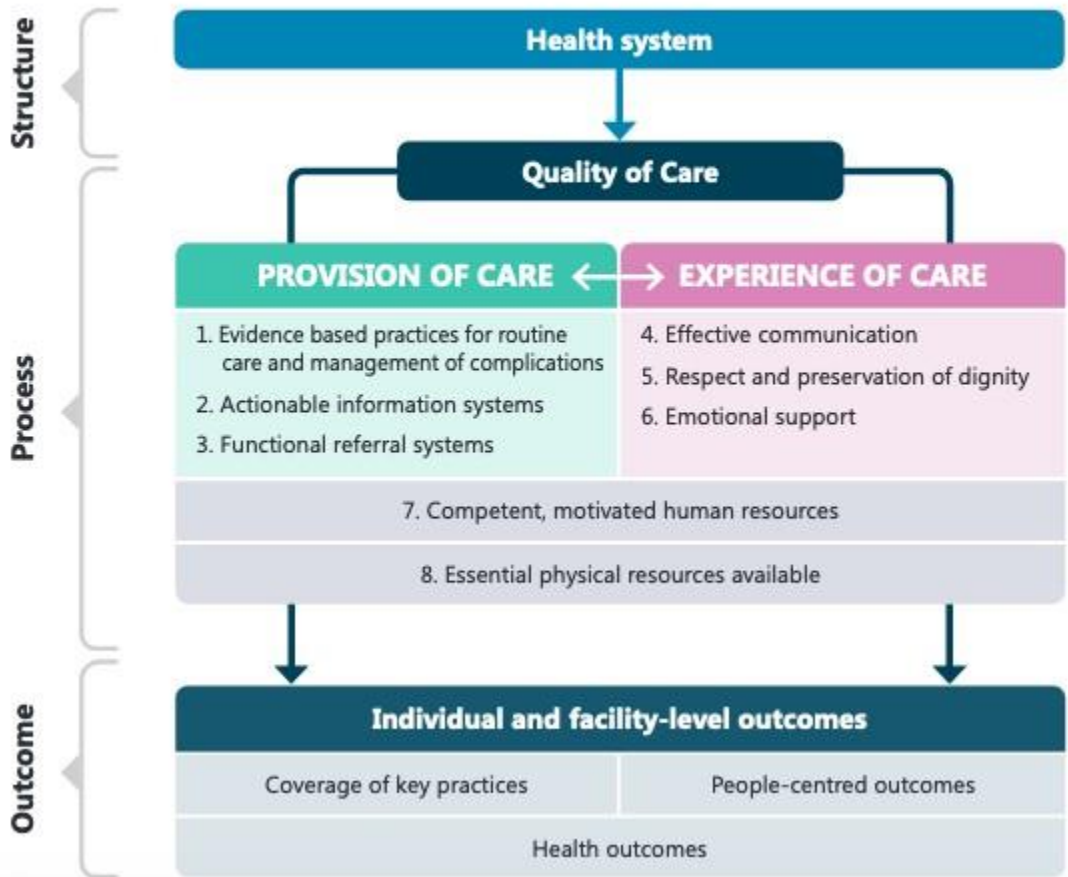 Structure
Health system
Process
Quality of Care
PROVISION OF CARE
EXPERIENCE OF CARE
1. Evidence based practices for routine
care and management of complications
2. Actionable information systems
3. Functional referral systems
4. Effective communication
5. Respect and preservation of dignity
6. Emotional support
7. Competent, motivated human resources
8. Essential physical resources available
Outcome
Individual and facility-level outcomes
Coverage of key practices
People-centred outcomes
Health outcomes